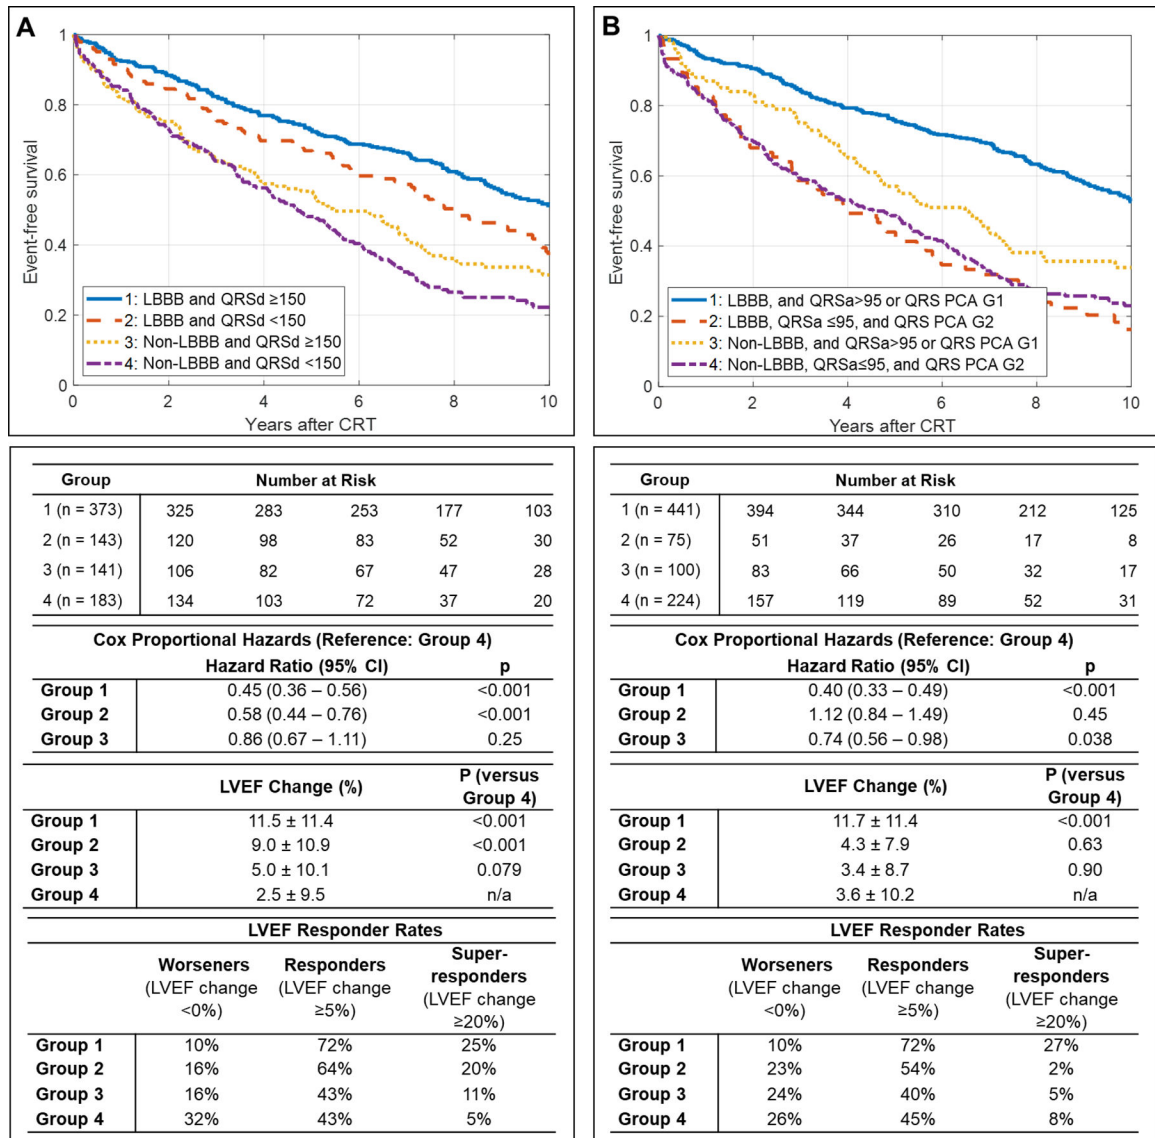 A
Event-free survival
1
0.8
0.6
0.4
0.2
0
1: LBBB and QRSd ≥150
2: LBBB and QRSd <150
3: Non-LBBB and QRSd ≥150
4: Non-LBBB and QRSd <150
0 2 4 6 8 10
Years after CRT
B
Event-free survival
1
0.8
0.6
0.4
0.2
0
1: LBBB, and QRSa>95 or QRS PCA G1
2: LBBB, QRSa ≤95, and QRS PCA G2
3: Non-LBBB, and QRSa>95 or QRS PCA G1
4: Non-LBBB, QRSa≤95, and QRS PCA G2
0 2 4 6 8 10
Years after CRT
Group Number at Risk
1 (n = 373) 325 283 253 177 103
2 (n = 143) 120 98 83 52 30
3 (n = 141) 106 82 67 47 28
4 (n = 183) 134 103 72 37 20
Cox Proportional Hazards (Reference: Group 4)
Hazard Ratio (95% CI) p
Group 1 0.45 (0.36 – 0.56) <0.001
Group 2 0.58 (0.44 – 0.76) <0.001
Group 3 0.86 (0.67 – 1.11) 0.25
LVEF Change (%) P (versus
Group 4)
Group 1 11.5 ± 11.4 <0.001
Group 2 9.0 ± 10.9 <0.001
Group 3 5.0 ± 10.1 0.079
Group 4 2.5 ± 9.5 n/a
LVEF Responder Rates
Worseners Responders Super-
responders
(LVEF change (LVEF change (LVEF change
<0%) ≥5%) ≥20%)
Group 1 10% 72% 25%
Group 2 16% 64% 20%
Group 3 16% 43% 11%
Group 4 32% 43% 5%
Group Number at Risk
1 (n = 441) 394 344 310 212 125
2 (n = 75) 51 37 26 17 8
3 (n = 100) 83 66 50 32 17
4 (n = 224) 157 119 89 52 31
Cox Proportional Hazards (Reference: Group 4)
Hazard Ratio (95% CI) p
Group 1 0.40 (0.33 – 0.49) <0.001
Group 2 1.12 (0.84 – 1.49) 0.45
Group 3 0.74 (0.56 – 0.98) 0.038
LVEF Change (%) P (versus
Group 4)
Group 1 11.7 ± 11.4 <0.001
Group 2 4.3 ± 7.9 0.63
Group 3 3.4 ± 8.7 0.90
Group 4 3.6 ± 10.2 n/a
LVEF Responder Rates
Worseners Responders Super-
responders
(LVEF change (LVEF change (LVEF change
<0%) ≥5%) ≥20%)
Group 1 10% 72% 27%
Group 2 23% 54% 2%
Group 3 24% 40% 5%
Group 4 26% 45% 8%